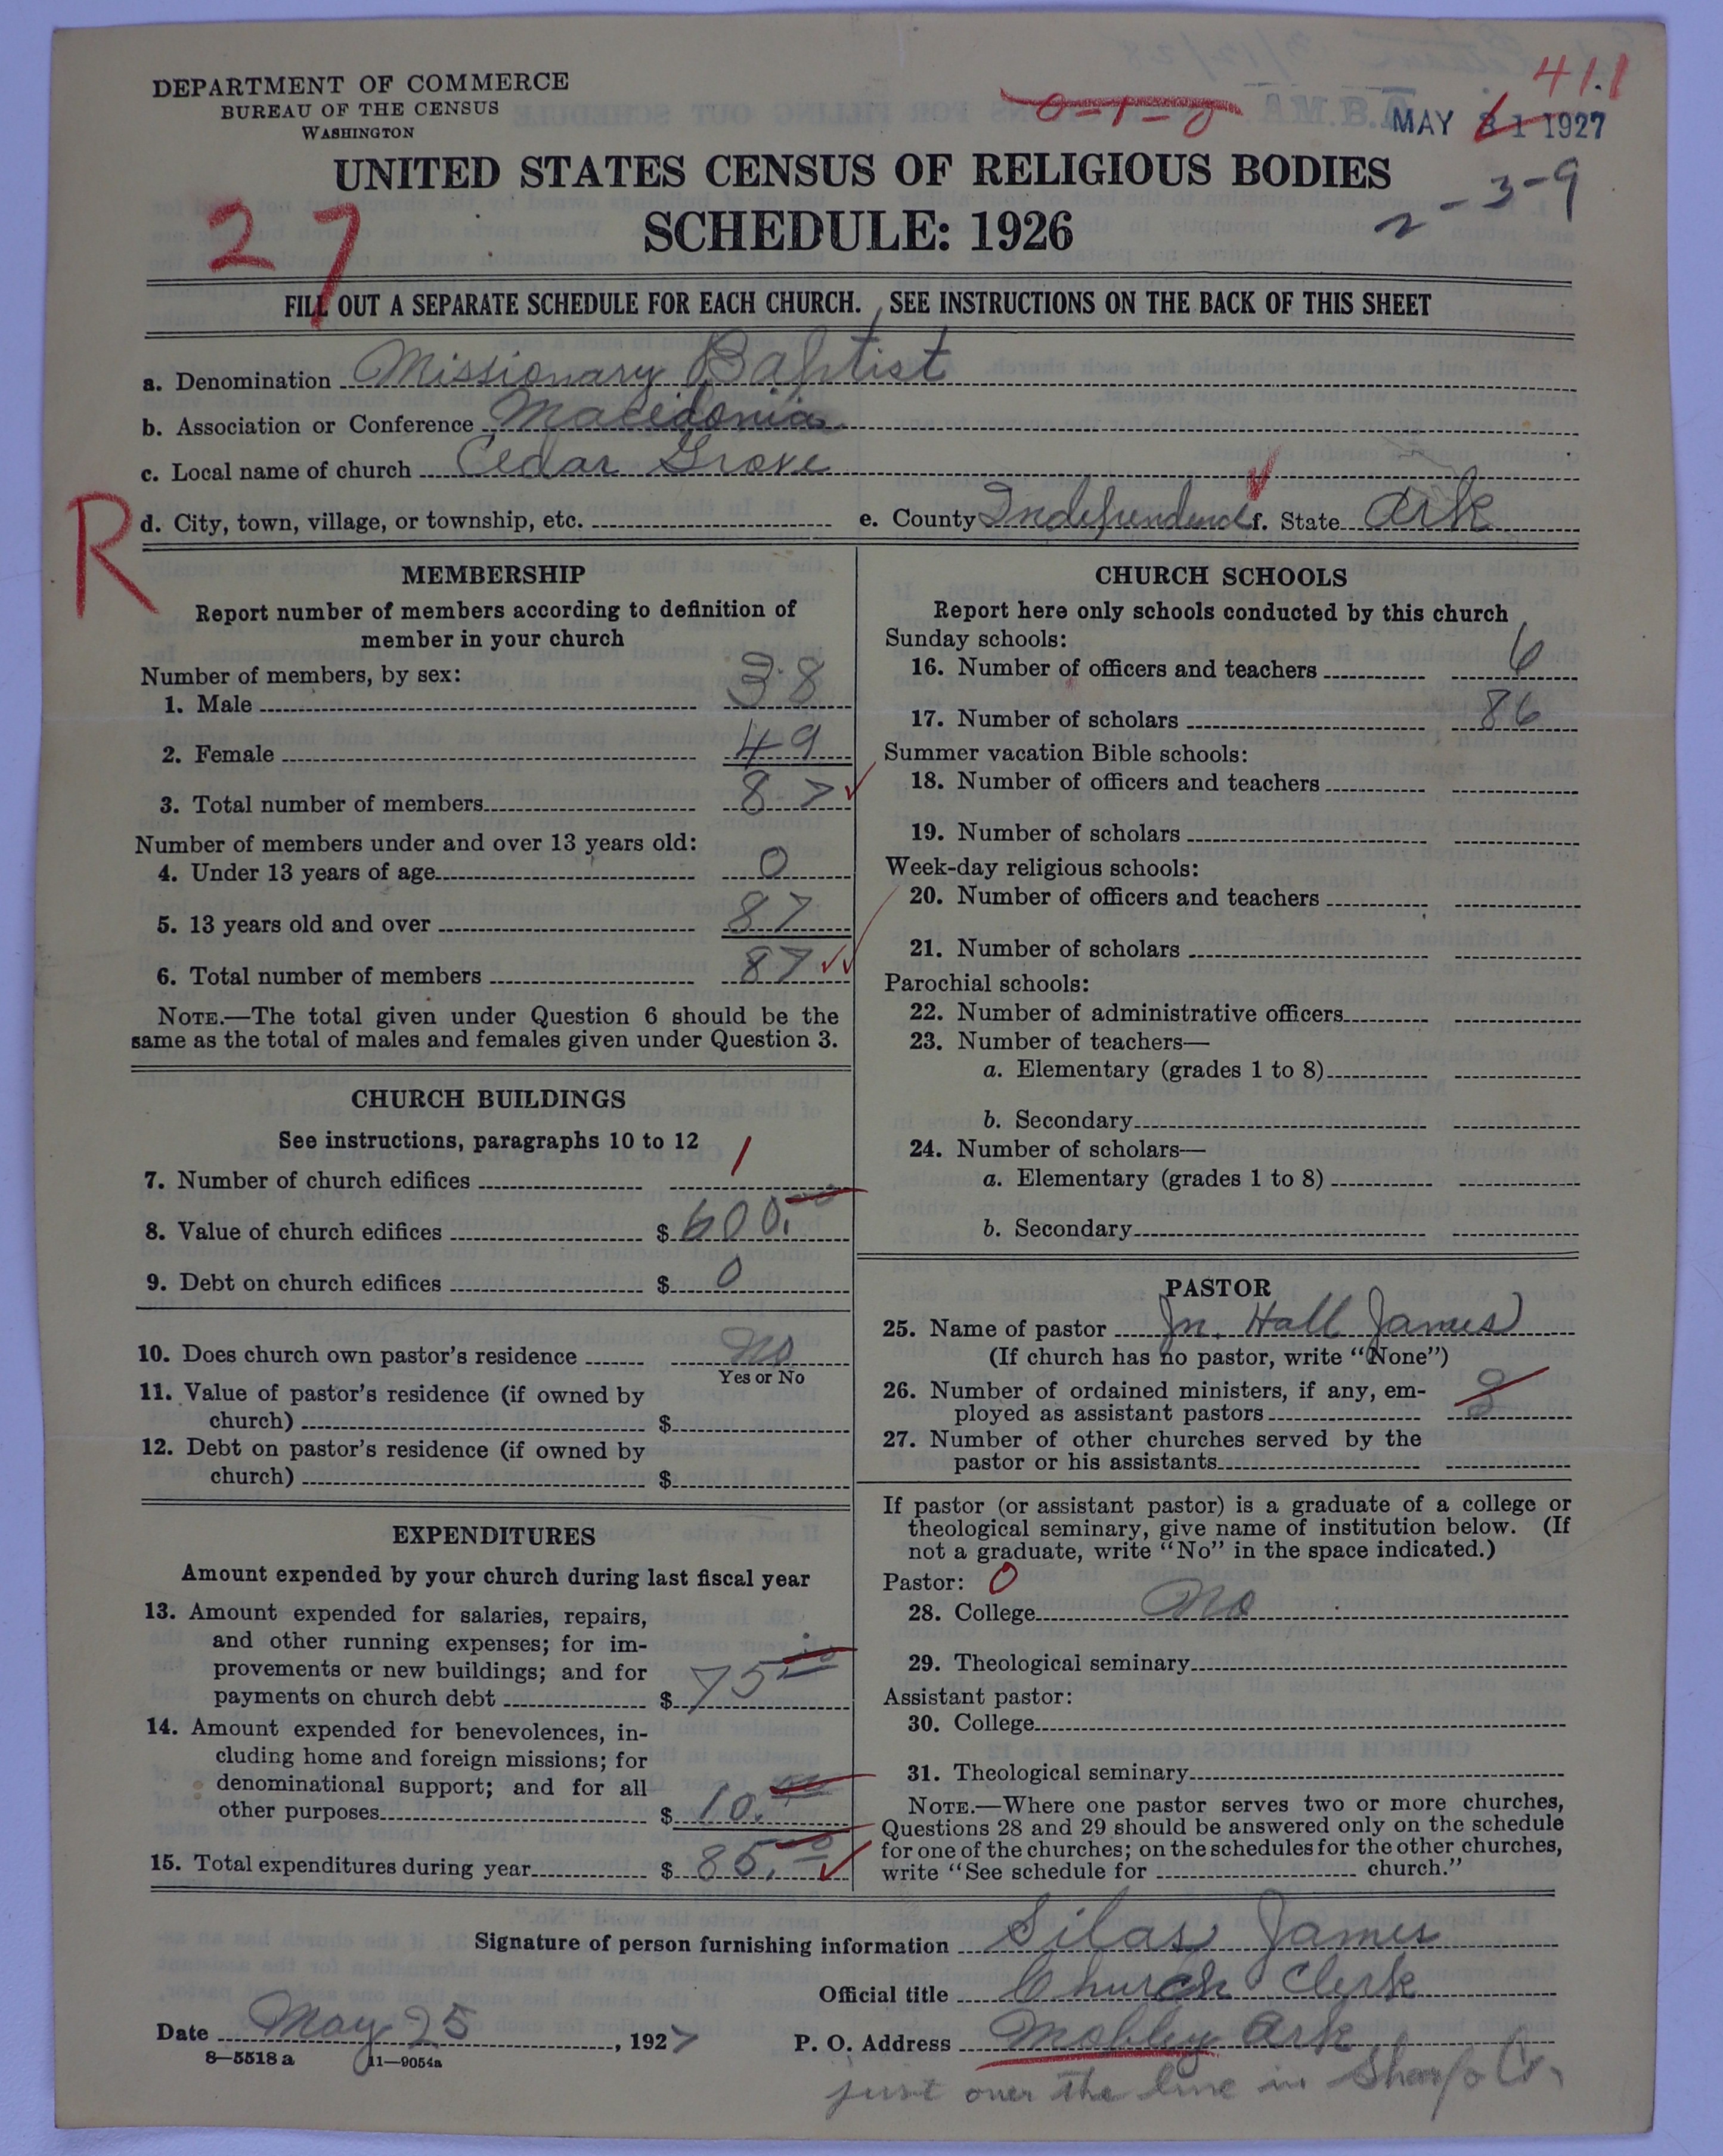 DEPARTMENT OF COMMERCE
BUREAU OF THE CENSUS
WASHINGTON
41.1
0-1-0
A.B.M.A.
MAY 31 1927
UNITED STATES CENSUS OF RELIGIOUS BODIES
SCHEDULE: 1926
2-3-9
27
FILL OUT A SEPARATE SCHEDULE FOR EACH CHURCH. SEE INSTRUCTIONS ON THE BACK OF THIS SHEET
a. Denomination Missionary Baptist
b. Association or Conference Macedonia
c. Local name of church Cedar Grove
R
d. City, town, village, or township, etc. e. County Independence f. State Ark
MEMBERSHIP
Report number of members according to definition of
member in your church
Number of members, by sex:
1. Male 38
2. Female 49
3. Total number of members 87
Number of members under and over 13 years old:
4. Under 13 years of age 0
5. 13 years old and over 87
6. Total number of members 87
NOTE.—The total given under Question 6 should be the
same as the total of males and females given under Question 3.
CHURCH BUILDINGS
See instructions, paragraphs 10 to 12
7. Number of church edifices 1
8. Value of church edifices $ 600.00
9. Debt on church edifices $ 0
10. Does church own pastor's residence No
Yes or No
11. Value of pastor's residence (if owned by
church) $
12. Debt on pastor's residence (if owned by
church) $
EXPENDITURES
Amount expended by your church during last fiscal year
13. Amount expended for salaries, repairs,
and other running expenses; for im-
provements or new buildings; and for
payments on church debt $ 75.00
14. Amount expended for benevolences, in-
cluding home and foreign missions; for
denominational support; and for all
other purposes $ 10.00
15. Total expenditures during year $ 85.00
CHURCH SCHOOLS
Report here only schools conducted by this church
Sunday schools:
16. Number of officers and teachers 6
17. Number of scholars 86
Summer vacation Bible schools:
18. Number of officers and teachers
19. Number of scholars
Week-day religious schools:
20. Number of officers and teachers
21. Number of scholars
Parochial schools:
22. Number of administrative officers
23. Number of teachers—
a. Elementary (grades 1 to 8)
b. Secondary
24. Number of scholars—
a. Elementary (grades 1 to 8)
b. Secondary
PASTOR
25. Name of pastor Jn. Hall James
(If church has no pastor, write "None")
26. Number of ordained ministers, if any, em-
ployed as assistant pastors
27. Number of other churches served by the
pastor or his assistants
If pastor (or assistant pastor) is a graduate of a college or
theological seminary, give name of institution below. (If
not a graduate, write "No" in the space indicated.)
Pastor: 0
28. College No
29. Theological seminary
Assistant pastor:
30. College
31. Theological seminary
NOTE.—Where one pastor serves two or more churches,
Questions 28 and 29 should be answered only on the schedule
for one of the churches; on the schedules for the other churches,
write "See schedule for church."
Signature of person furnishing information Silas James
Official title Church Clerk
Date May 25, 1927 P. O. Address Mobley Ark
8—5518a 11—9054a
just over the line in Sharp Co.